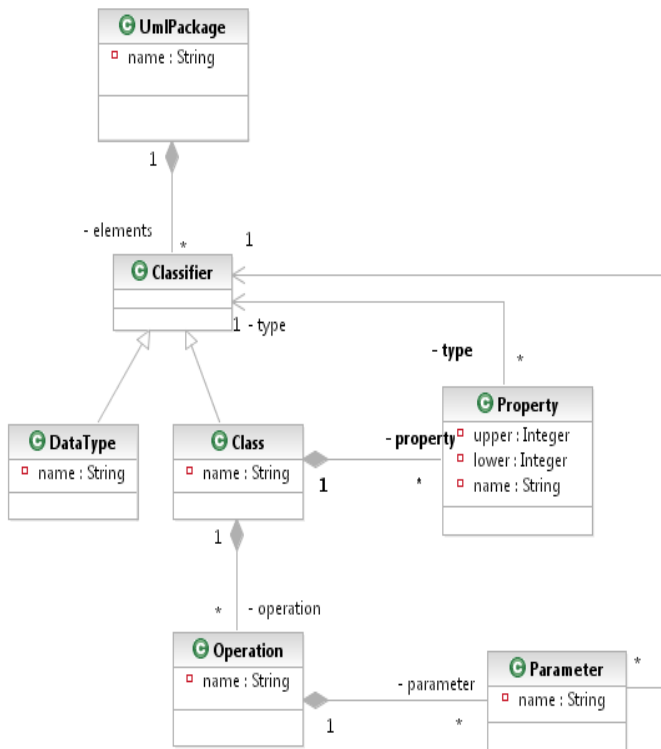 UmlPackage
name : String
1
- elements
*
1
Classifier
1 - type
- type
*
Property
upper : Integer
lower : Integer
name : String
DataType
name : String
Class
name : String
- property
1
*
1
* - operation
Operation
name : String
- parameter
1
*
Parameter
name : String
*